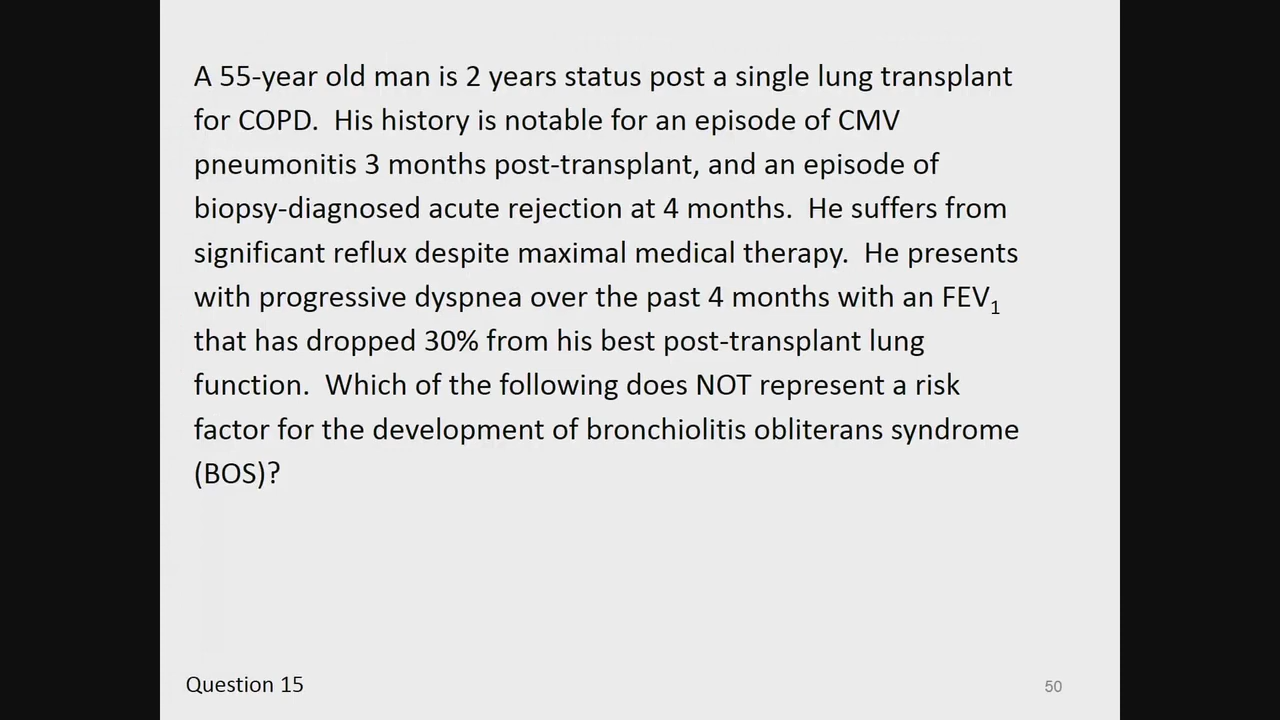 A 55-year old man is 2 years status post a single lung transplant
for COPD.  His history is notable for an episode of CMV
pneumonitis 3 months post-transplant, and an episode of
biopsy-diagnosed acute rejection at 4 months.  He suffers from
significant reflux despite maximal medical therapy.  He presents
with progressive dyspnea over the past 4 months with an FEV1
that has dropped 30% from his best post-transplant lung
function.  Which of the following does NOT represent a risk
factor for the development of bronchiolitis obliterans syndrome
(BOS)?
Question 15
50